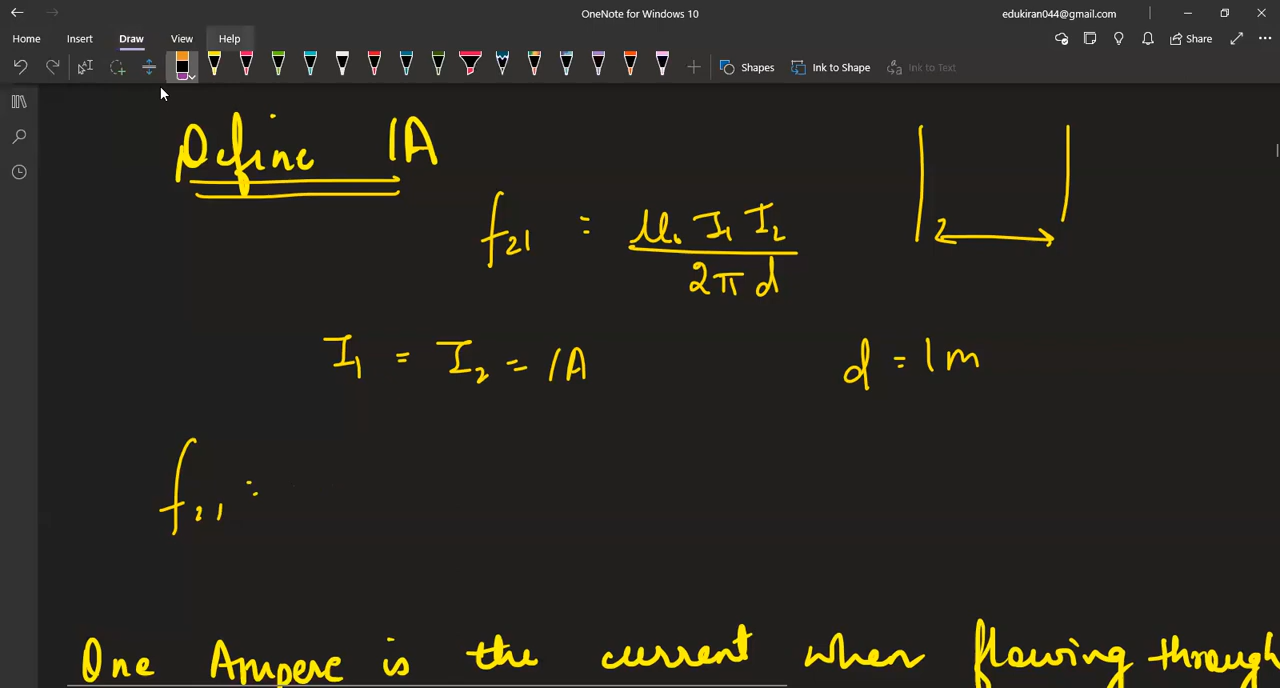 OneNote for Windows 10
edukiran044@gmail.com
Home Insert Draw View Help
Share
Shapes Ink to Shape Ink to Text
Define 1A
f21 = μ0 I1 I2
2π d
2
I1 = I2 = 1A d = 1m
f21 =
One Ampere is the current when flowing through